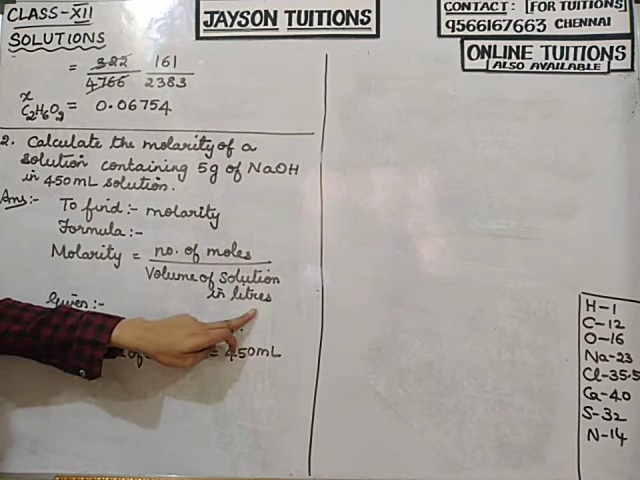 CLASS-XII
SOLUTIONS
JAYSON TUITIONS
CONTACT: [FOR TUITIONS]
9566167663 CHENNAI
ONLINE TUITIONS
ALSO AVAILABLE
= 322/4766 161/2383
x C2H6O2 = 0.06754
2. Calculate the molarity of a
solution containing 5g of NaOH
in 450mL solution.
Ans:- To find:- molarity
Formula:-
Molarity = no. of moles
Volume of solution
in litres
Given:-
= 450mL
H-1
C-12
O-16
Na-23
Cl-35.5
Ca-40
S-32
N-14